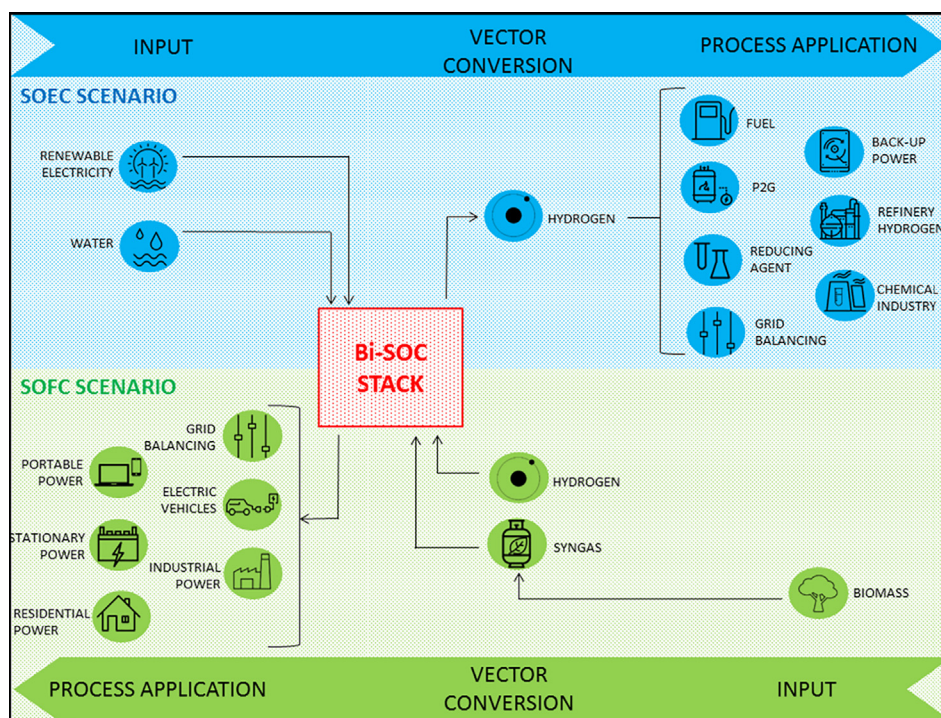 INPUT
VECTOR
CONVERSION
PROCESS APPLICATION
SOEC SCENARIO
RENEWABLE
ELECTRICITY
WATER
HYDROGEN
FUEL
P2G
REDUCING
AGENT
GRID
BALANCING
BACK-UP
POWER
REFINERY
HYDROGEN
CHEMICAL
INDUSTRY
Bi-SOC
STACK
SOFC SCENARIO
GRID
BALANCING
PORTABLE
POWER
ELECTRIC
VEHICLES
STATIONARY
POWER
INDUSTRIAL
POWER
RESIDENTIAL
POWER
HYDROGEN
SYNGAS
BIOMASS
PROCESS APPLICATION
VECTOR
CONVERSION
INPUT